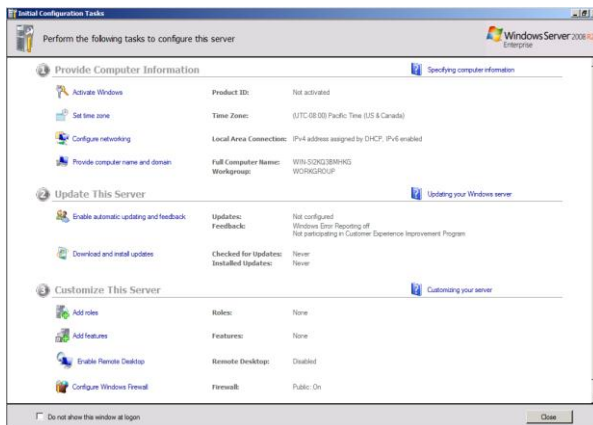 Initial Configuration Tasks
Perform the following tasks to configure this server
Windows Server 2008 R2
Enterprise
1 Provide Computer Information
Specifying computer information
Activate Windows Product ID: Not activated
Set time zone Time Zone: (UTC-08:00) Pacific Time (US & Canada)
Configure networking Local Area Connection: IPv4 address assigned by DHCP, IPv6 enabled
Provide computer name and domain Full Computer Name: WIN-SI2KG3BMHKG
Workgroup: WORKGROUP
2 Update This Server
Updating your Windows server
Enable automatic updating and feedback Updates: Not configured
Feedback: Windows Error Reporting off
Not participating in Customer Experience Improvement Program
Download and install updates Checked for Updates: Never
Installed Updates: Never
3 Customize This Server
Customizing your server
Add roles Roles: None
Add features Features: None
Enable Remote Desktop Remote Desktop: Disabled
Configure Windows Firewall Firewall: Public: On
Do not show this window at logon
Close